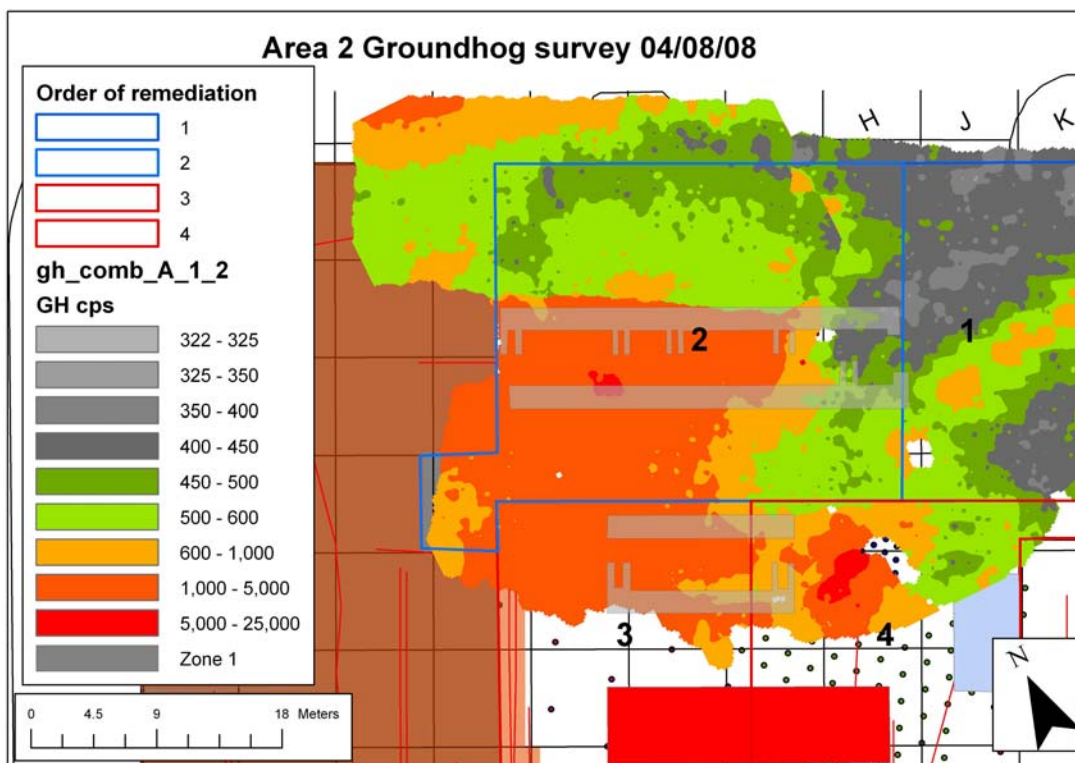 Area 2 Groundhog survey 04/08/08
Order of remediation
1
2
3
4
gh_comb_A_1_2
GH cps
322 - 325
325 - 350
350 - 400
400 - 450
450 - 500
500 - 600
600 - 1,000
1,000 - 5,000
5,000 - 25,000
Zone 1
0 4.5 9 18 Meters
H J K
2
1
3
4
N